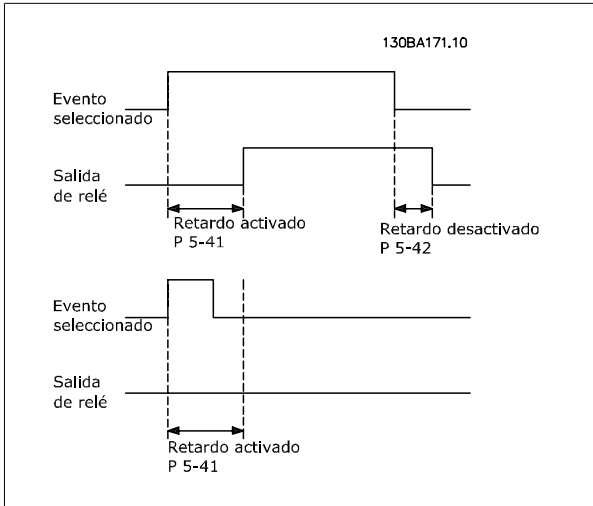 130BA171.10
Evento
seleccionado
Salida
de relé
Retardo activado
P 5-41
Retardo desactivado
P 5-42
Evento
seleccionado
Salida
de relé
Retardo activado
P 5-41